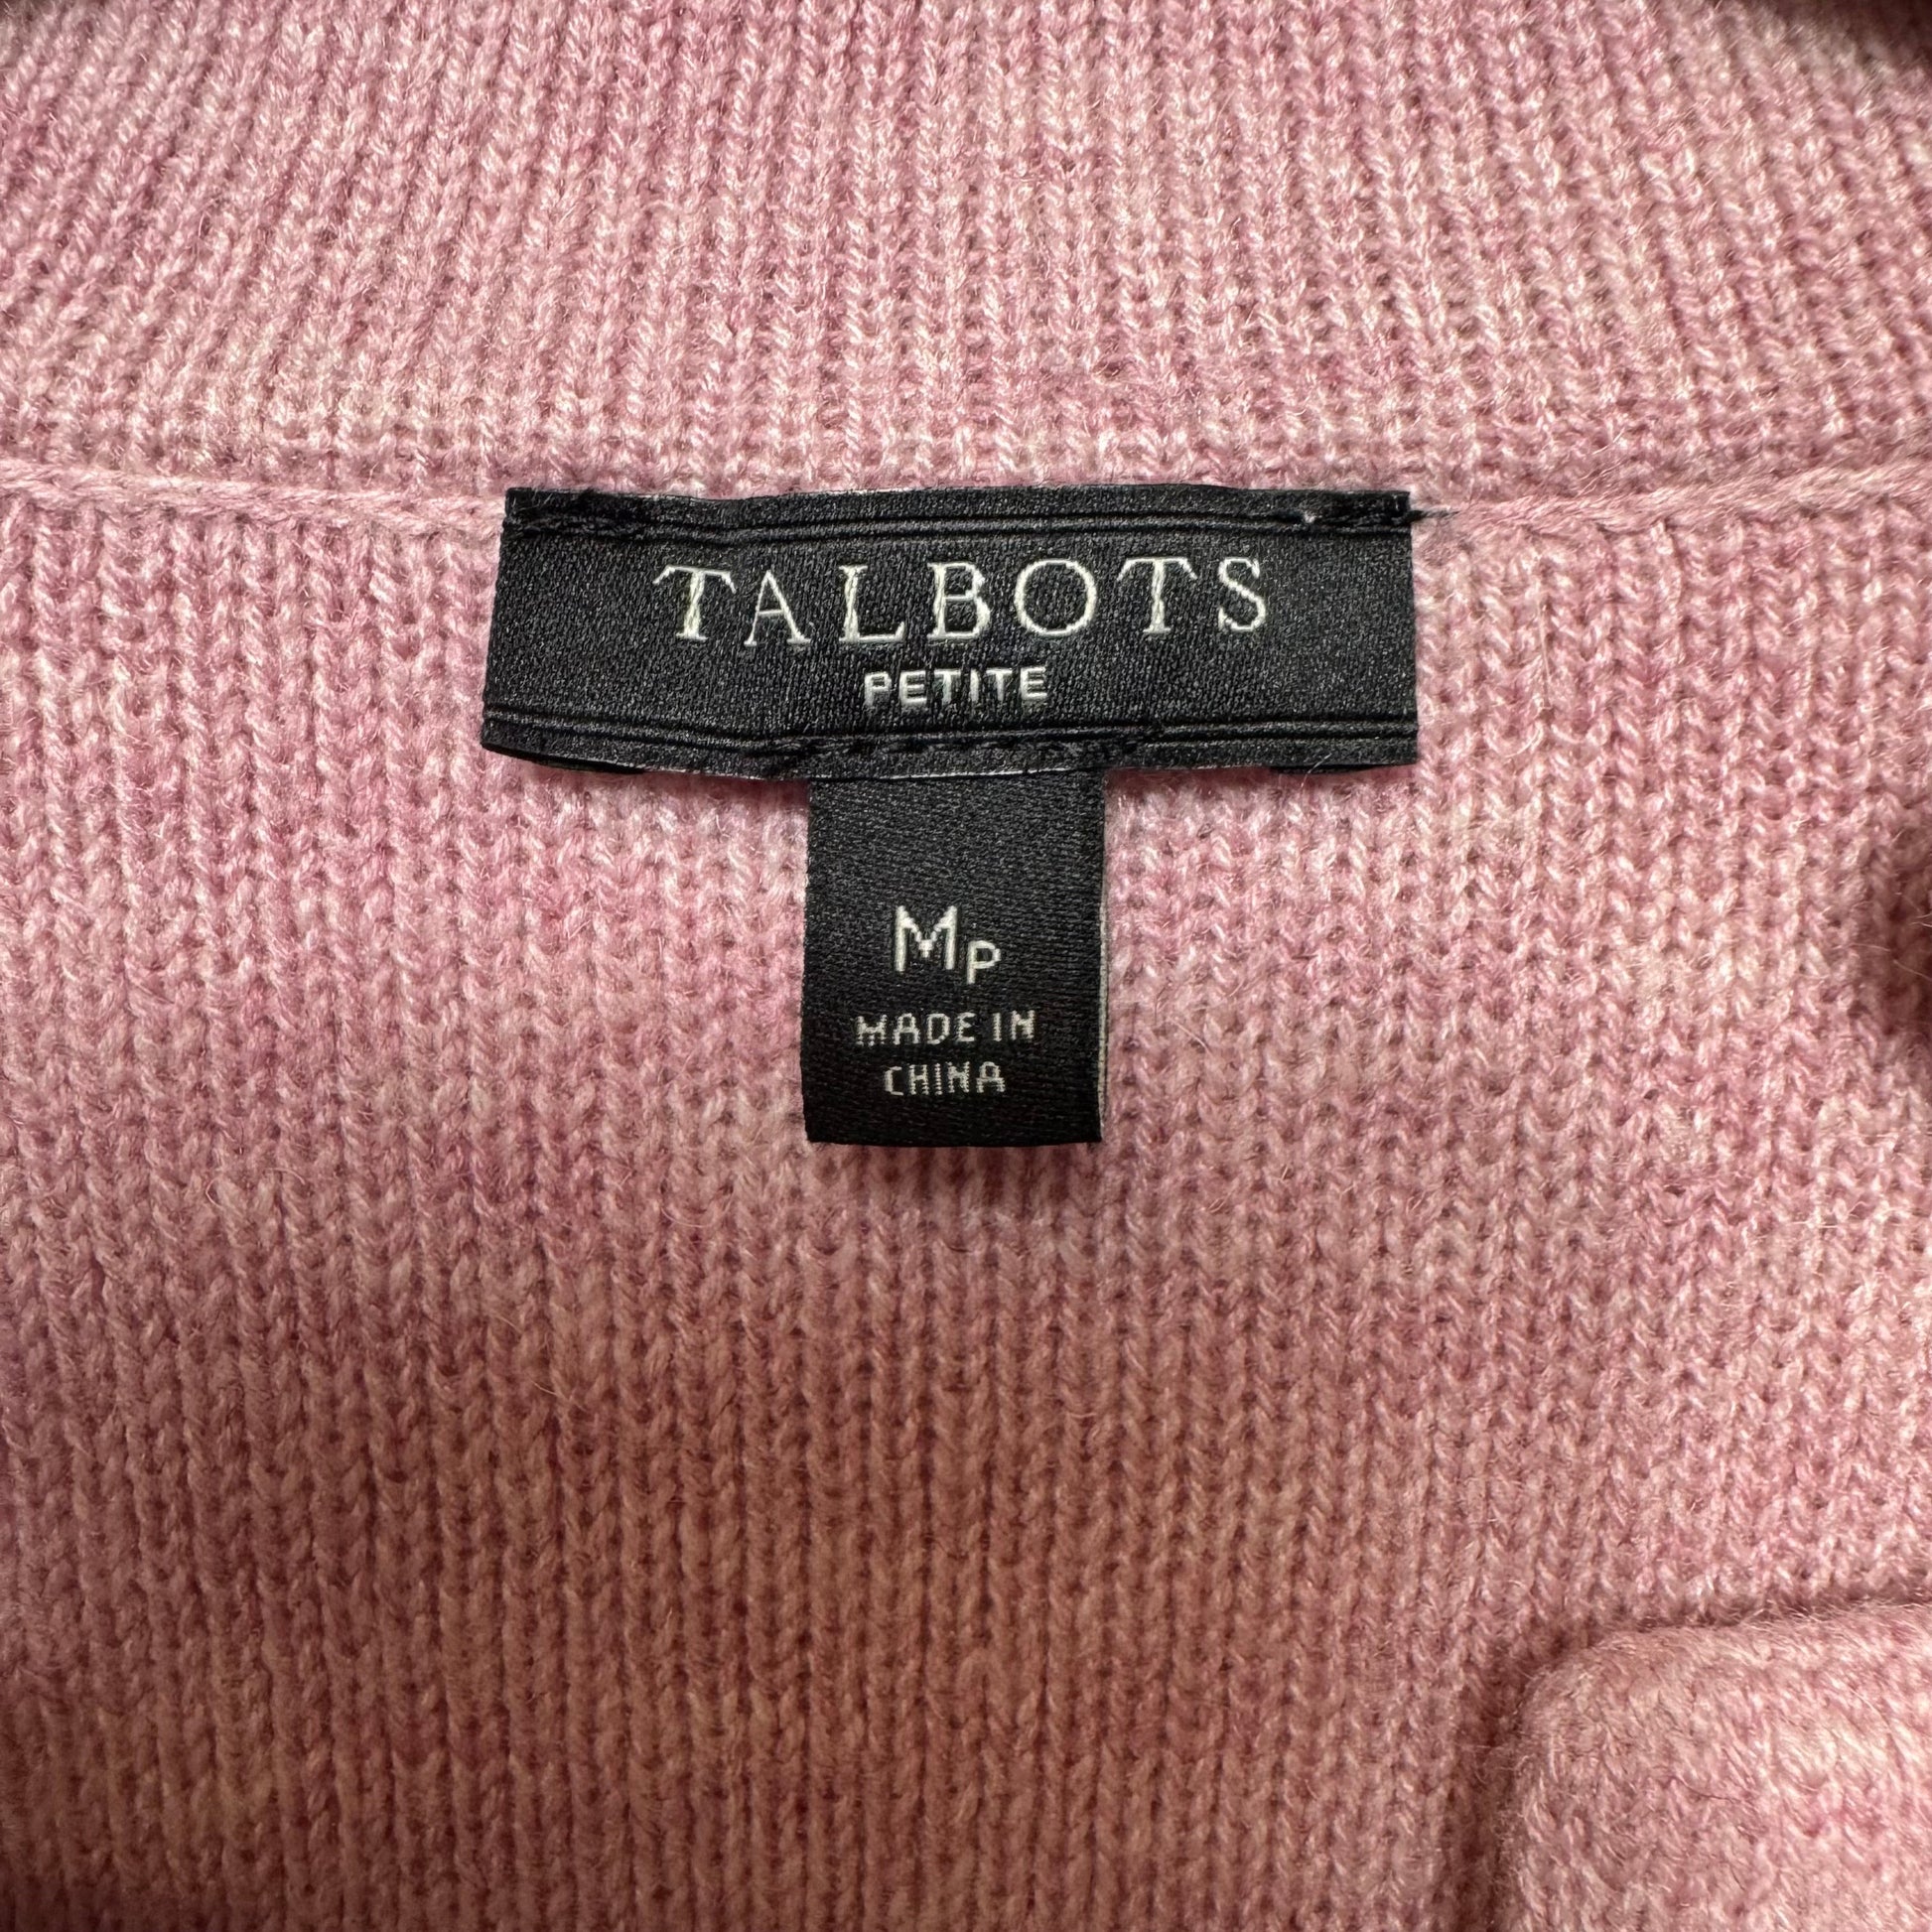 TALBOTS
PETITE
MP
MADE IN
CHINA